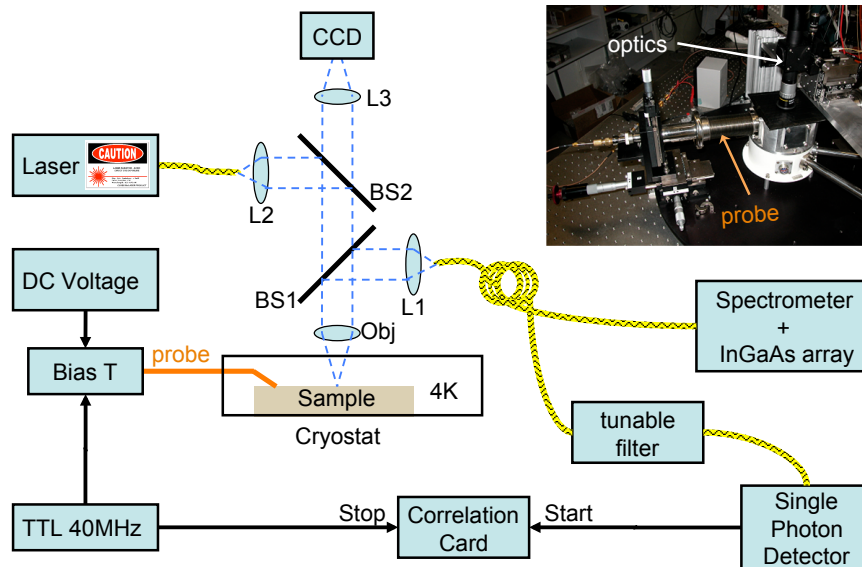 CCD
optics
L3
Laser
CAUTION
BS2
L2
probe
DC Voltage
BS1
L1
Spectrometer
+
InGaAs array
Obj
probe
Bias T
Sample
4K
Cryostat
tunable
filter
TTL 40MHz
Stop
Correlation
Card
Start
Single
Photon
Detector